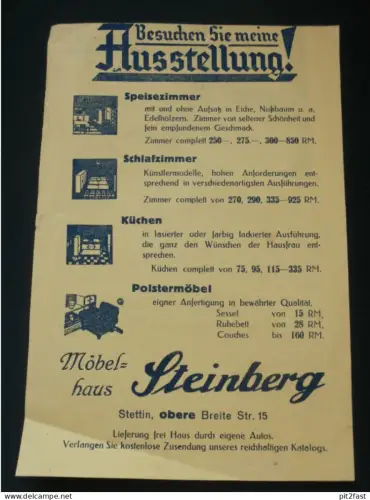 Besuchen Sie meine
Ausstellung!
Speisezimmer
mit und ohne Aufsatz in Eiche, Nußbaum u. a.
Edelhölzern. Zimmer von seltener Schönheit und
fein empfundenem Geschmack.
Zimmer complett 250-, 275-, 300-850 RM.
Schlafzimmer
Künstlermodelle, hohen Anforderungen ent-
sprechend in verschiedenartigsten Ausführungen.
Zimmer complett von 270, 290, 335-925 RM.
Küchen
in lasierter oder farbig lackierter Ausführung,
die ganz den Wünschen der Hausfrau ent-
sprechen.
Küchen complett von 75, 95, 115-335 RM.
Polstermöbel
eigner Anfertigung in bewährter Qualität.
Sessel von 15 RM,
Ruhebett von 28 RM,
Couches bis 160 RM.
Möbel=
haus Steinberg
Stettin, obere Breite Str. 15
Lieferung frei Haus durch eigene Autos.
Verlangen Sie kostenlose Zusendung unseres reichhaltigen Katalogs.
www.delcampe.net
pit2fast